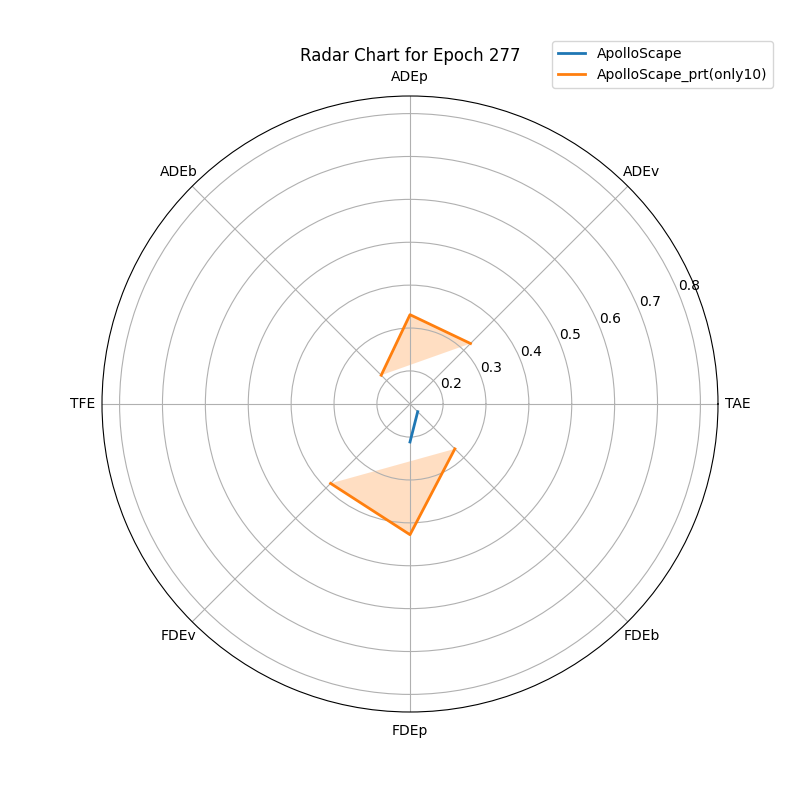 Radar Chart for Epoch 277
ApolloScape
ApolloScape_prt(only10)
ADEp
ADEb
ADEv
0.8
0.7
0.6
0.5
0.4
0.3
0.2
TFE
TAE
FDEv
FDEb
FDEp